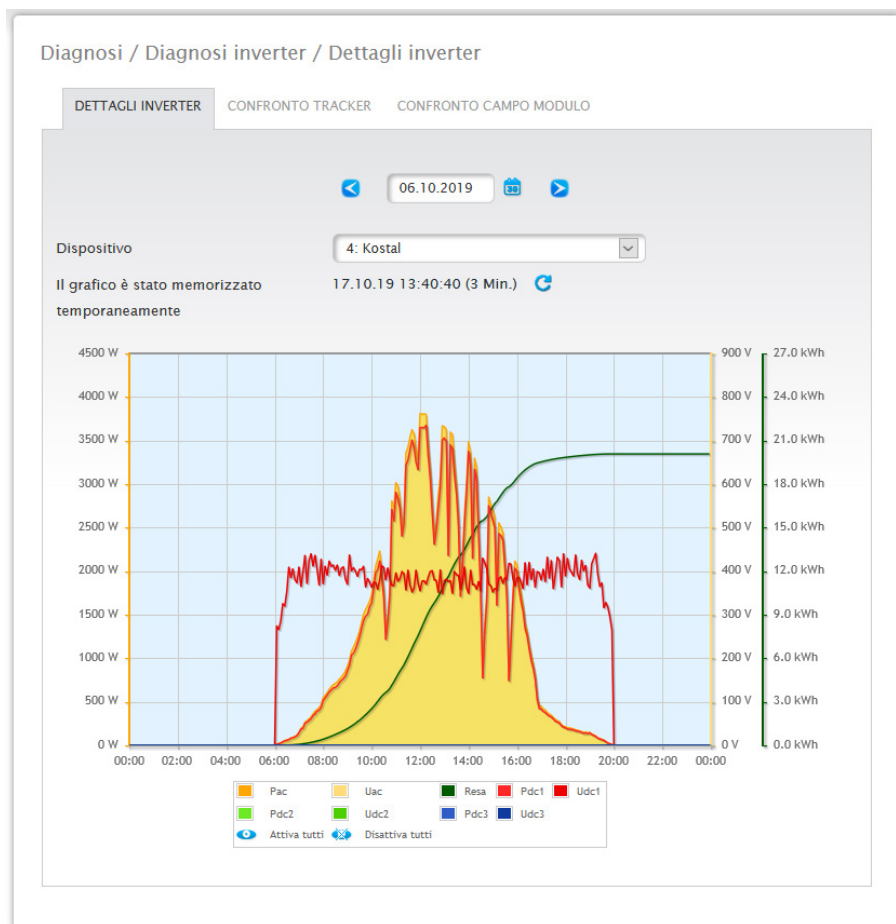 Diagnosi / Diagnosi inverter / Dettagli inverter
DETTAGLI INVERTER CONFRONTO TRACKER CONFRONTO CAMPO MODULO
06.10.2019 30
Dispositivo 4: Kostal
Il grafico è stato memorizzato 17.10.19 13:40:40 (3 Min.)
temporaneamente
4500 W 900 V 27.0 kWh
4000 W 800 V 24.0 kWh
3500 W 700 V 21.0 kWh
3000 W 600 V 18.0 kWh
2500 W 500 V 15.0 kWh
2000 W 400 V 12.0 kWh
1500 W 300 V 9.0 kWh
1000 W 200 V 6.0 kWh
500 W 100 V 3.0 kWh
0 W 0 V 0.0 kWh
00:00 02:00 04:00 06:00 08:00 10:00 12:00 14:00 16:00 18:00 20:00 22:00 00:00
Pac Uac Resa Pdc1 Udc1
Pdc2 Udc2 Pdc3 Udc3
Attiva tutti Disattiva tutti